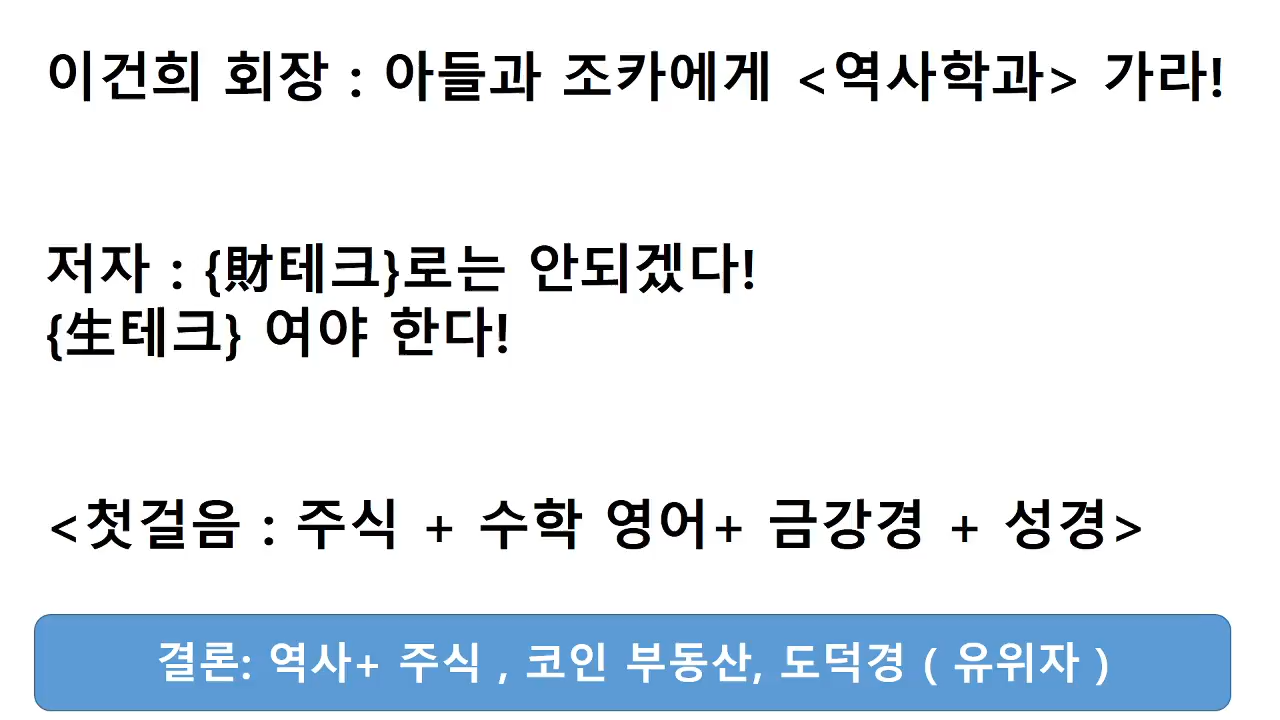 이건희 회장 : 아들과 조카에게 <역사학과> 가라!
저자 : {財테크}로는 안되겠다!
{生테크} 여야 한다!
<첫걸음 : 주식 + 수학 영어+ 금강경 + 성경>
결론: 역사+ 주식 , 코인 부동산, 도덕경 ( 유위자 )